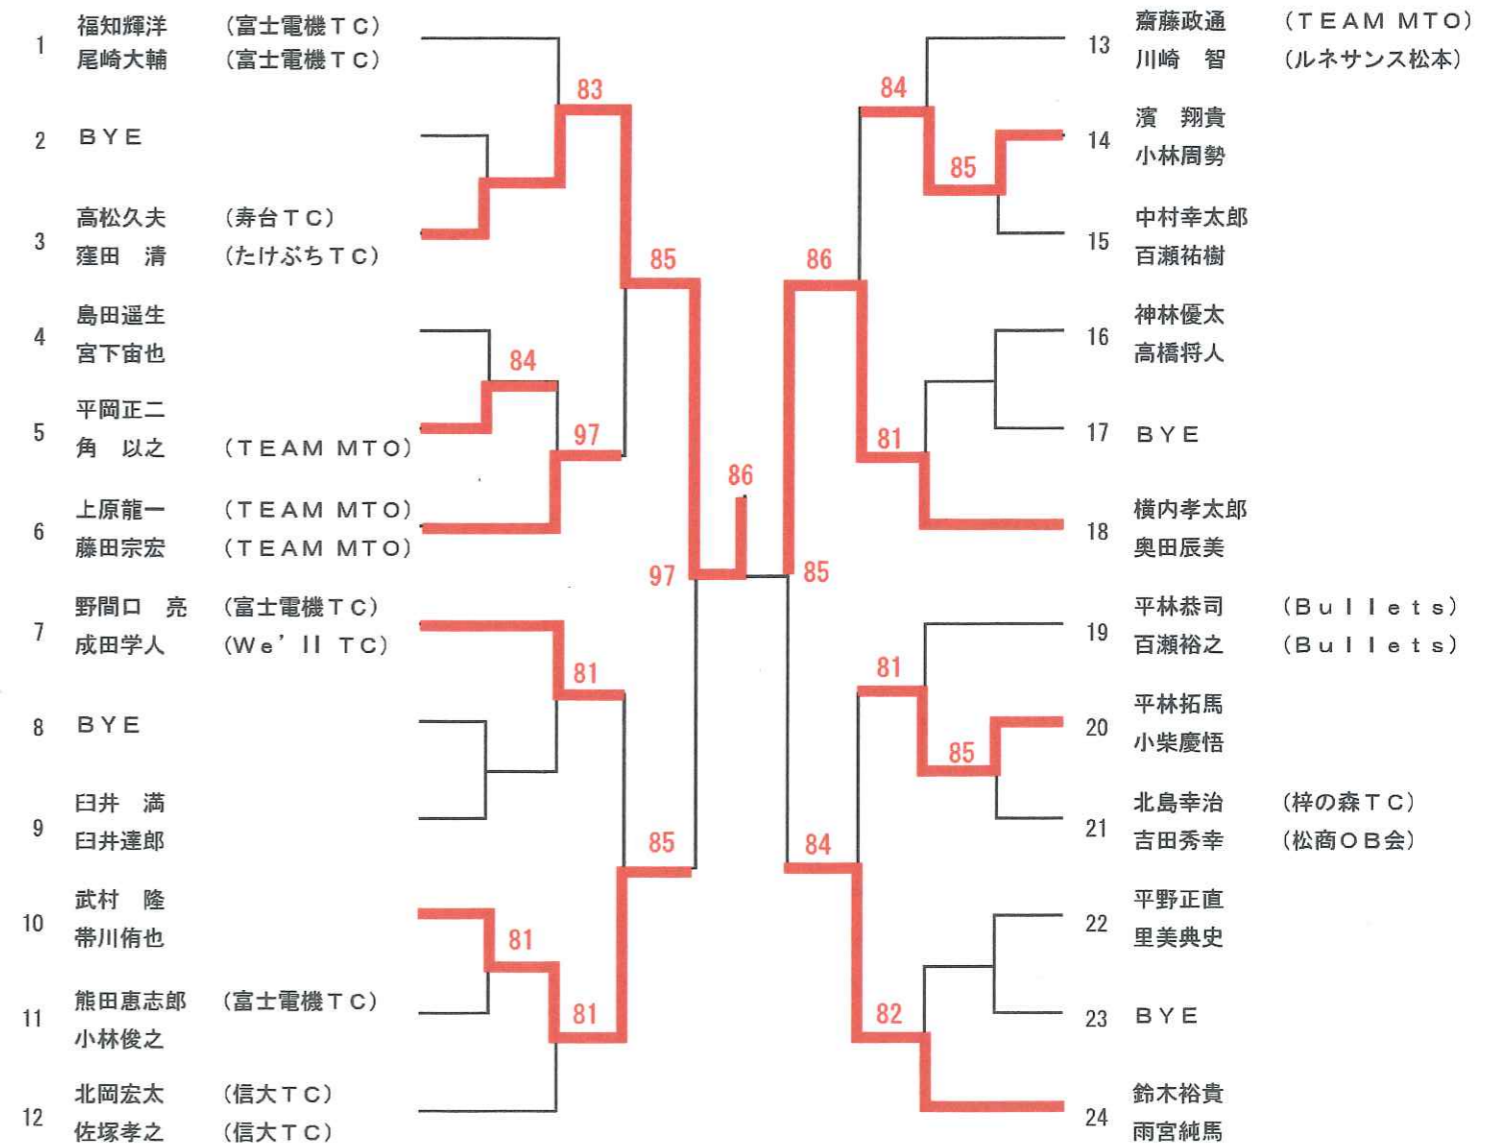 1 福知輝洋 (富士電機ＴＣ)
尾崎大輔 (富士電機ＴＣ)
2 ＢＹＥ
3 高松久夫 (寿台ＴＣ)
窪田 清 (たけぶちＴＣ)
4 島田遥生
宮下宙也
5 平岡正二
角 以之 (TEAM MTO)
6 上原龍一 (TEAM MTO)
藤田宗宏 (TEAM MTO)
7 野間口 亮 (富士電機ＴＣ)
成田学人 (We’ll TC)
8 ＢＹＥ
9 臼井 満
臼井達郎
10 武村 隆
帯川侑也
11 熊田恵志郎 (富士電機ＴＣ)
小林俊之
12 北岡宏太 (信大ＴＣ)
佐塚孝之 (信大ＴＣ)
83
84
97
85
81
81
81
85
97
86
85
86
84
85
81
81
85
84
82
13 齋藤政通 (TEAM MTO)
川崎 智 (ルネサンス松本)
14 濱 翔貴
小林周勢
15 中村幸太郎
百瀬祐樹
16 神林優太
高橋将人
17 ＢＹＥ
18 横内孝太郎
奥田辰美
19 平林恭司 (Bullets)
百瀬裕之 (Bullets)
20 平林拓馬
小柴慶悟
21 北島幸治 (梓の森ＴＣ)
吉田秀幸 (松商ＯＢ会)
22 平野正直
里美典史
23 ＢＹＥ
24 鈴木裕貴
雨宮純馬